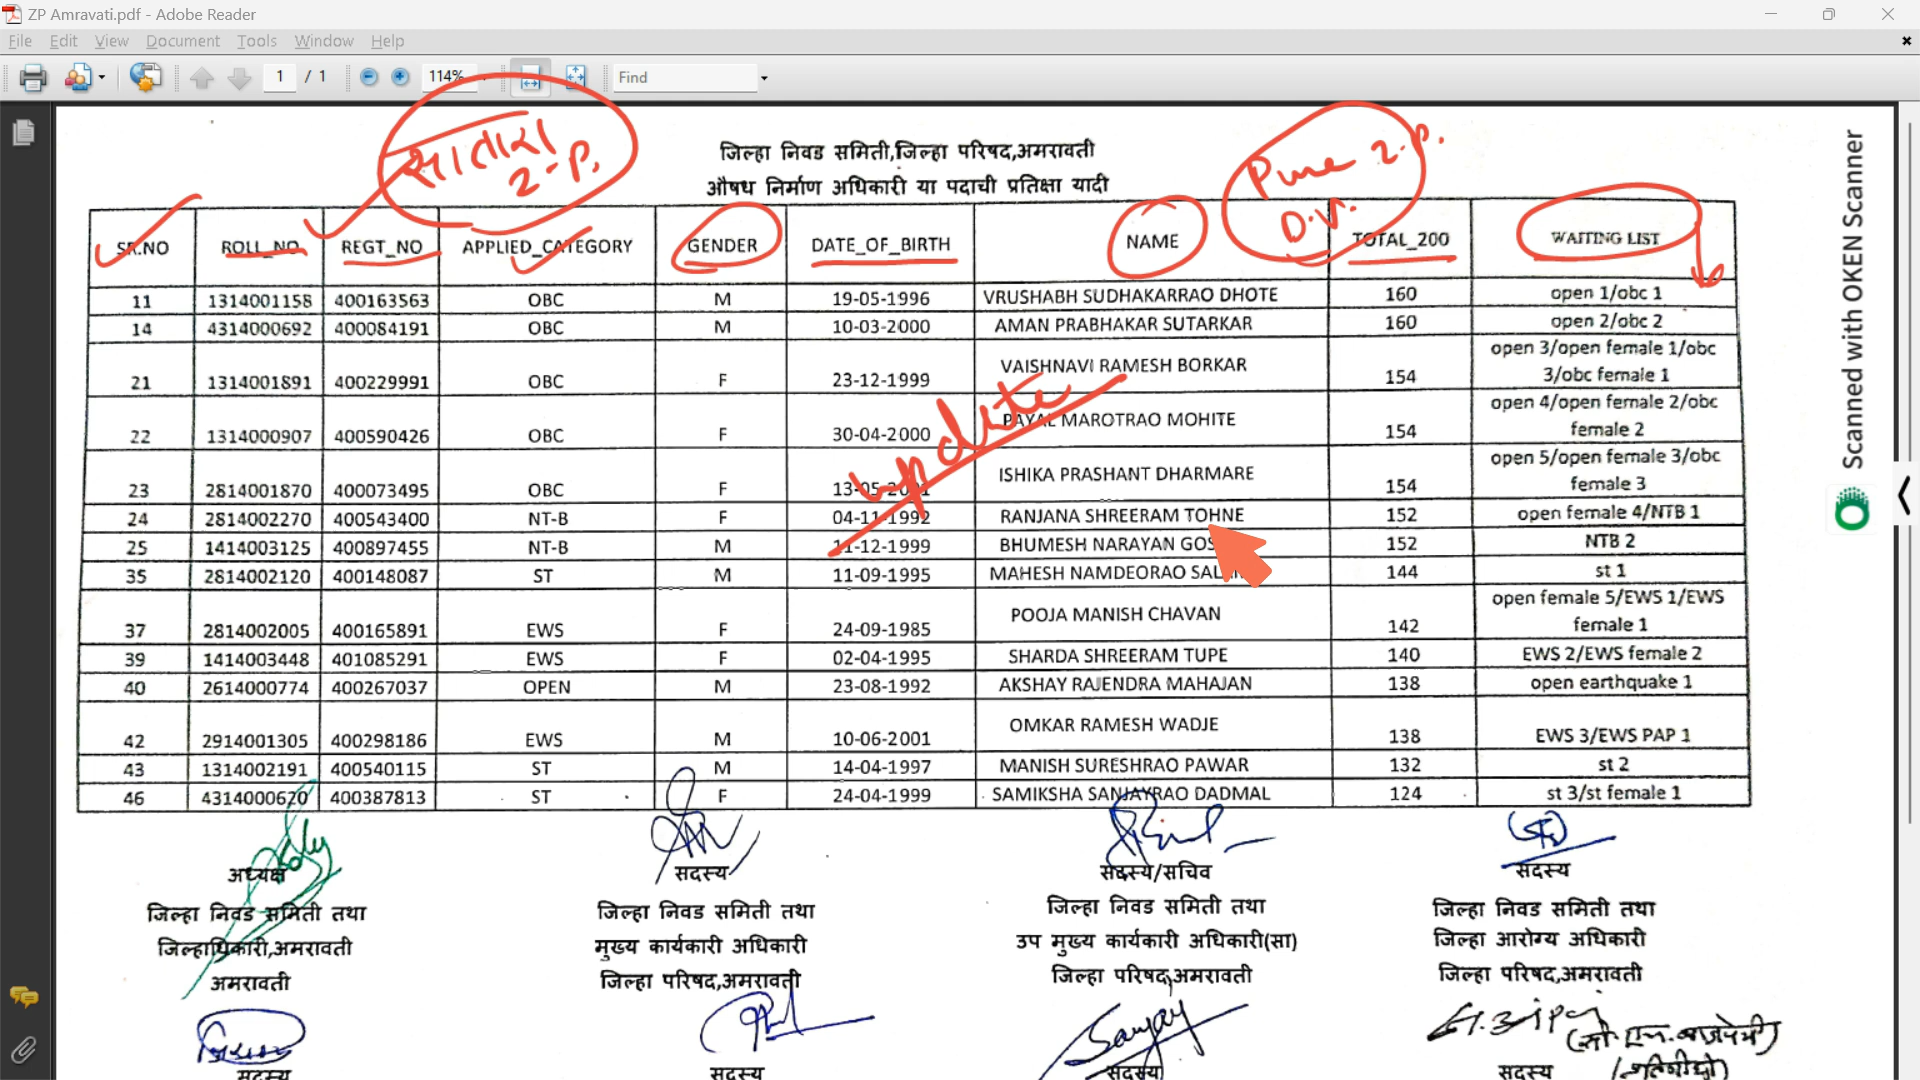 ZP Amravati.pdf - Adobe Reader
File Edit View Document Tools Window Help
1 / 1 114% Find
सातारा
Z.P.
Pune Z.P.
D.V.
जिल्हा निवड समिती,जिल्हा परिषद,अमरावती
औषध निर्माण अधिकारी या पदाची प्रतिक्षा यादी
SR.NO ROLL_NO REGT_NO APPLIED_CATEGORY GENDER DATE_OF_BIRTH NAME TOTAL_200 WAITING LIST
11 1314001158 400163563 OBC M 19-05-1996 VRUSHABH SUDHAKARRAO DHOTE 160 open 1/obc 1
14 4314000692 400084191 OBC M 10-03-2000 AMAN PRABHAKAR SUTARKAR 160 open 2/obc 2
21 1314001891 400229991 OBC F 23-12-1999 VAISHNAVI RAMESH BORKAR 154 open 3/open female 1/obc
3/obc female 1
22 1314000907 400590426 OBC F 30-04-2000 PAYAL MAROTRAO MOHITE 154 open 4/open female 2/obc
female 2
23 2814001870 400073495 OBC F 13-05-2001 ISHIKA PRASHANT DHARMARE 154 open 5/open female 3/obc
female 3
24 2814002270 400543400 NT-B F 04-11-1992 RANJANA SHREERAM TOHNE 152 open female 4/NTB 1
25 1414003125 400897455 NT-B M 11-12-1999 BHUMESH NARAYAN 152 NTB 2
35 2814002120 400148087 ST M 11-09-1995 MAHESH NAMDEORAO 144 st 1
37 2814002005 400165891 EWS F 24-09-1985 POOJA MANISH CHAVAN 142 open female 5/EWS 1/EWS
female 1
39 1414003448 401085291 EWS F 02-04-1995 SHARDA SHREERAM TUPE 140 EWS 2/EWS female 2
40 2614000774 400267037 OPEN M 23-08-1992 AKSHAY RAJENDRA MAHAJAN 138 open earthquake 1
42 2914001305 400298186 EWS M 10-06-2001 OMKAR RAMESH WADJE 138 EWS 3/EWS PAP 1
43 1314002191 400540115 ST M 14-04-1997 MANISH SURESHRAO PAWAR 132 st 2
46 4314000620 400387813 ST F 24-04-1999 SAMIKSHA SANJAYRAO DADMAL 124 st 3/st female 1
update
Scanned with OKEN Scanner
अध्यक्ष
जिल्हा निवड समिती तथा
जिल्हाधिकारी,अमरावती
अमरावती
सदस्य
जिल्हा निवड समिती तथा
मुख्य कार्यकारी अधिकारी
जिल्हा परिषद,अमरावती
सदस्य/सचिव
जिल्हा निवड समिती तथा
उप मुख्य कार्यकारी अधिकारी(सा)
जिल्हा परिषद,अमरावती
सदस्य
जिल्हा निवड समिती तथा
जिल्हा आरोग्य अधिकारी
जिल्हा परिषद,अमरावती
Sanjay
सदस्य सदस्य सदस्य सदस्य